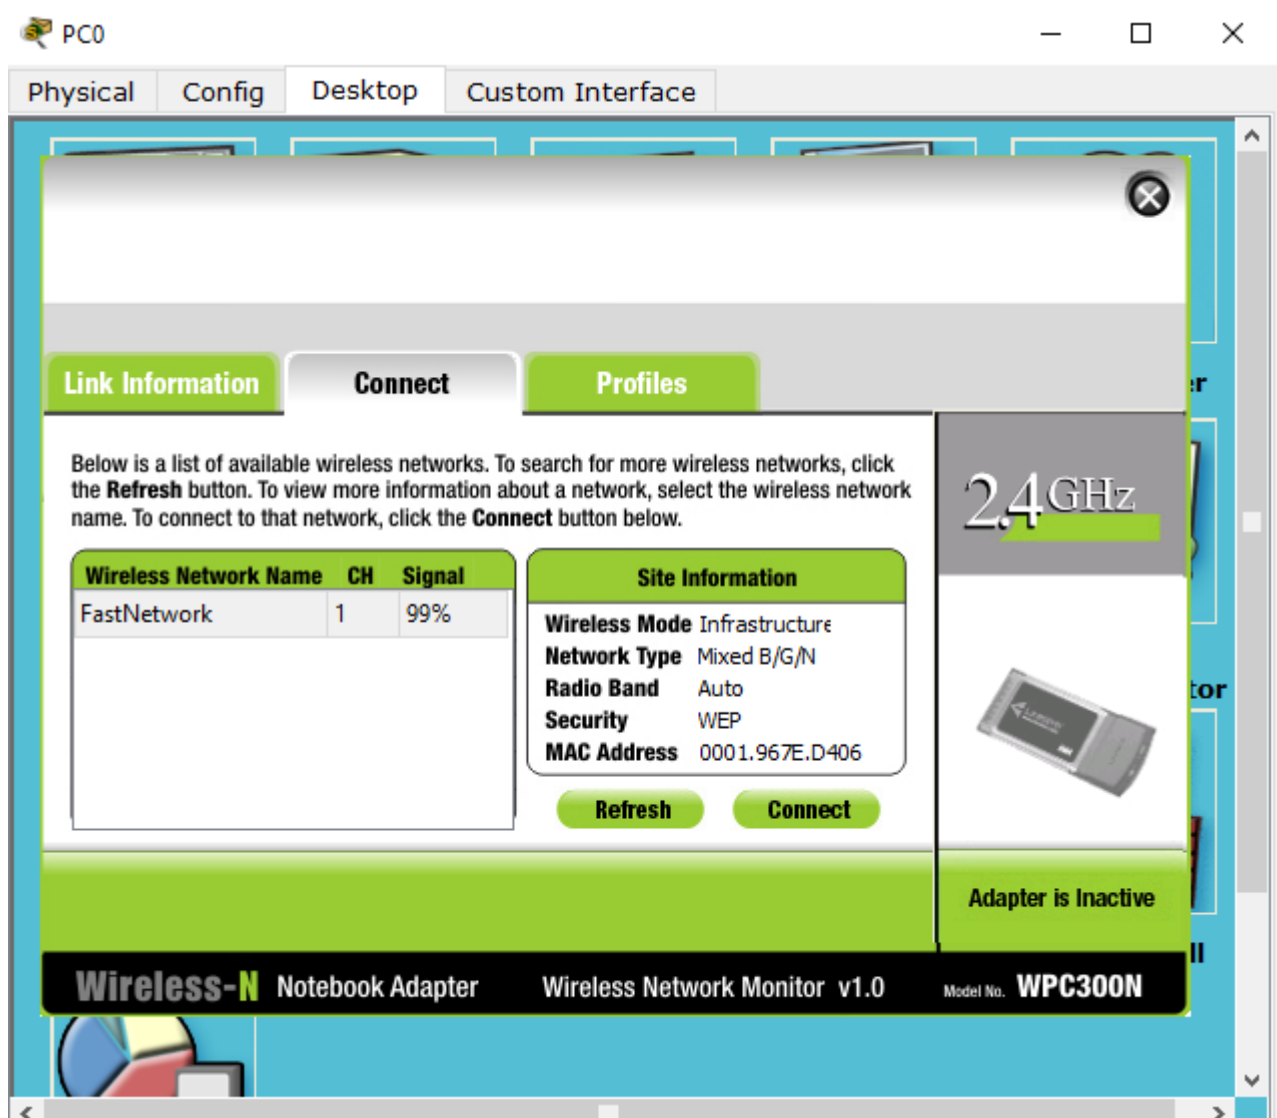 PC0
Physical Config Desktop Custom Interface
Link Information Connect Profiles
r
Below is a list of available wireless networks. To search for more wireless networks, click
the Refresh button. To view more information about a network, select the wireless network
name. To connect to that network, click the Connect button below.
2.4GHz
Wireless Network Name CH Signal
FastNetwork 1 99%
Site Information
Wireless Mode Infrastructure
Network Type Mixed B/G/N
Radio Band Auto
Security WEP
MAC Address 0001.967E.D406
Refresh Connect
tor
Adapter is Inactive
ll
Wireless-N Notebook Adapter Wireless Network Monitor v1.0 Model No. WPC300N